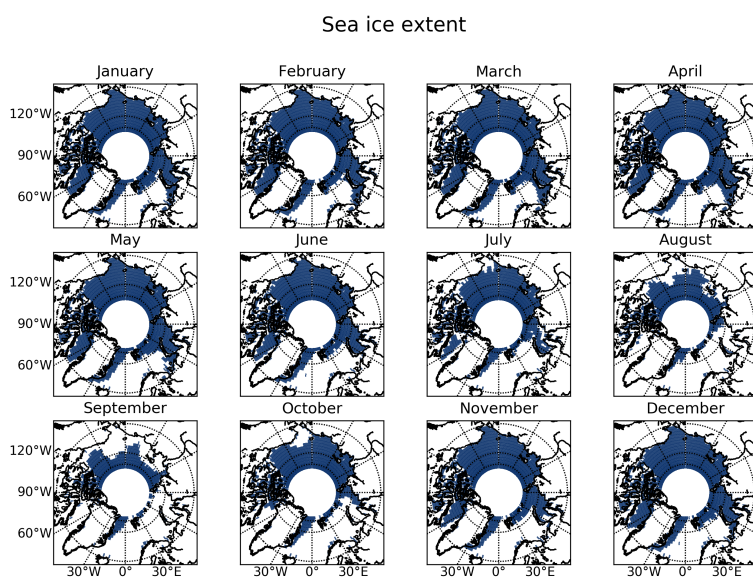 Sea ice extent
January February March April
120°W
90°W
60°W
May June July August
120°W
90°W
60°W
September October November December
120°W
90°W
60°W
30°W 0° 30°E 30°W 0° 30°E 30°W 0° 30°E 30°W 0° 30°E